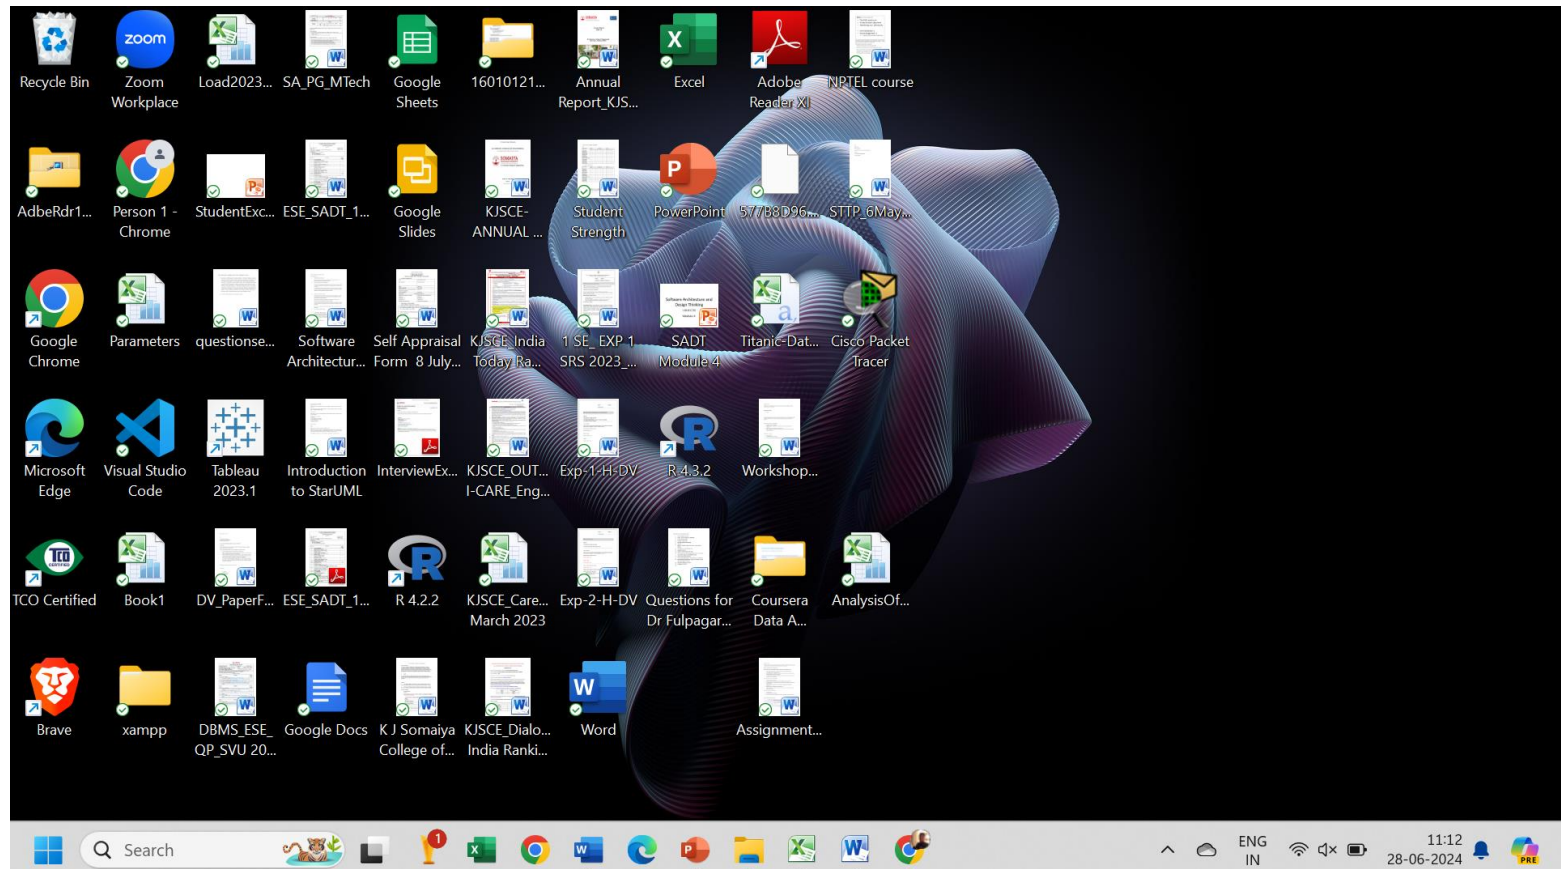 Recycle Bin
Zoom
Workplace
Load2023...
SA_PG_MTech
Google
Sheets
16010121...
Annual
Report_KJS...
Excel
Adobe
Reader XI
NPTEL course
AdbeRdr1...
Person 1 -
Chrome
StudentExc...
ESE_SADT_1...
Google
Slides
KJSCE-
ANNUAL ...
Student
Strength
PowerPoint
577B8D96...
STTP_6May...
Google
Chrome
Parameters
questionse...
Software
Architectur...
Self Appraisal
Form 8 July...
KJSCE_India
Today Ra...
1 SE_ EXP 1
SRS 2023_...
SADT
Module 4
Titanic-Dat...
Cisco Packet
Tracer
Microsoft
Edge
Visual Studio
Code
Tableau
2023.1
Introduction
to StarUML
InterviewEx...
KJSCE_OUT...
I-CARE_Eng...
Exp-1-H-DV
R 4.3.2
Workshop...
TCO Certified
Book1
DV_PaperF...
ESE_SADT_1...
R 4.2.2
KJSCE_Care...
March 2023
Exp-2-H-DV
Questions for
Dr Fulpagar...
Coursera
Data A...
AnalysisOf...
Brave
xampp
DBMS_ESE_
QP_SVU 20...
Google Docs
K J Somaiya
College of...
KJSCE_Dialo...
India Ranki...
Word
Assignment...
Search
1
ENG
IN
11:12
28-06-2024
PRE